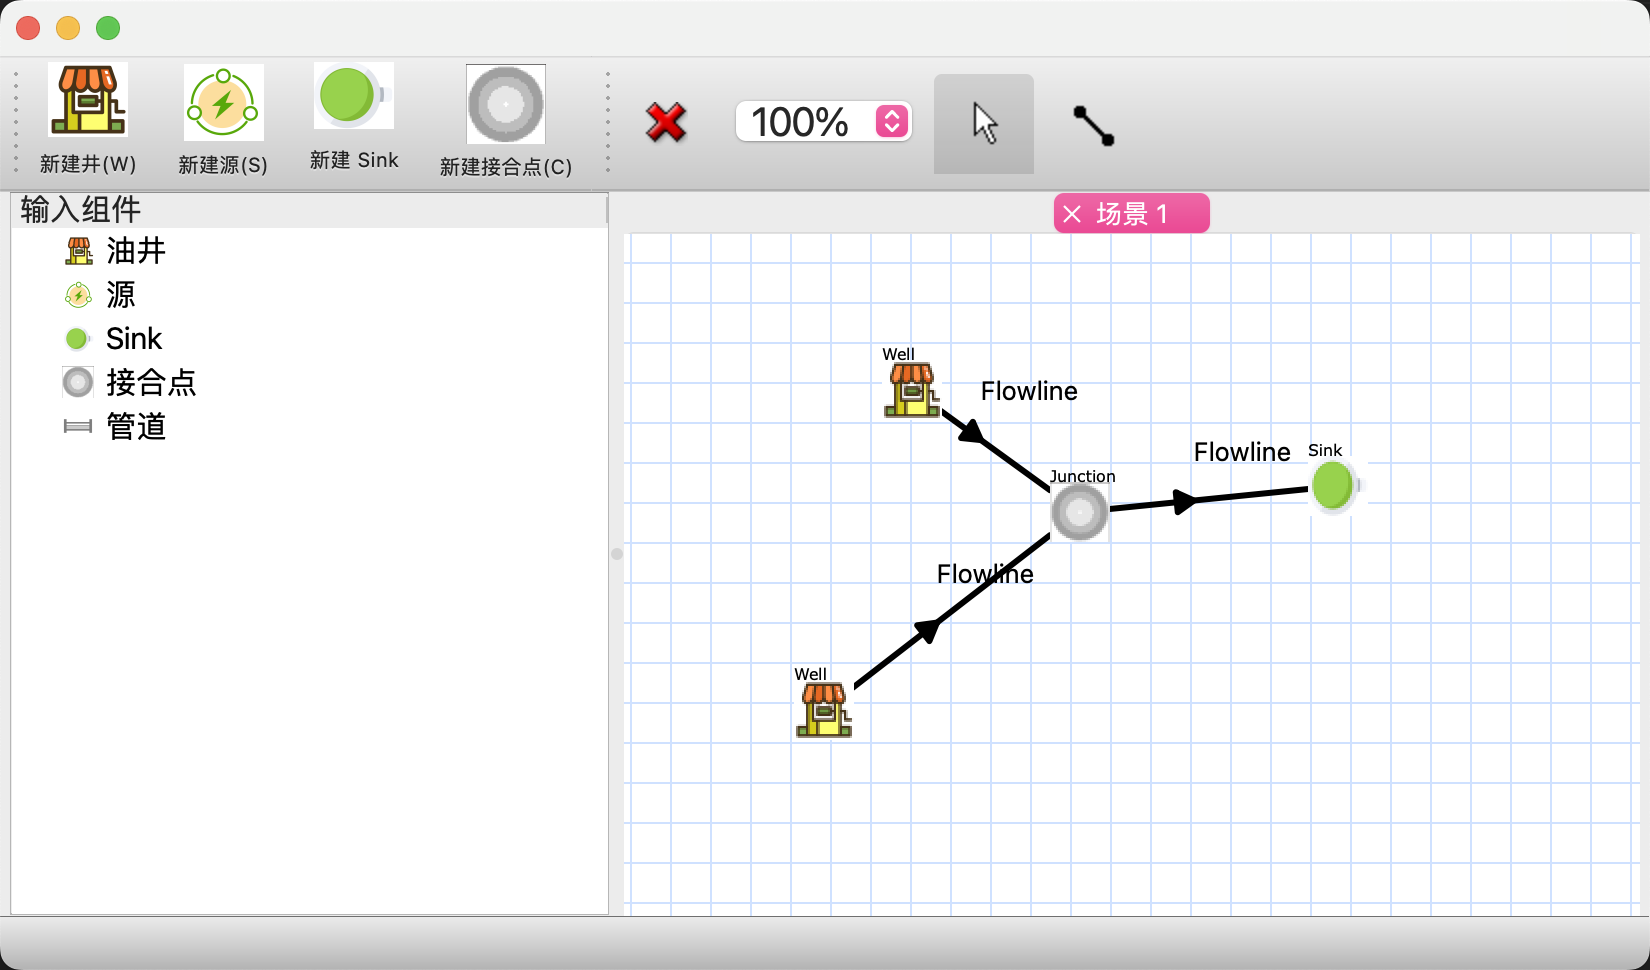 新建井(W)
新建源(S)
新建 Sink
新建接合点(C)
100%
输入组件
油井
源
Sink
接合点
管道
场景 1
Well
Flowline
Flowline
Sink
Junction
Flowline
Well